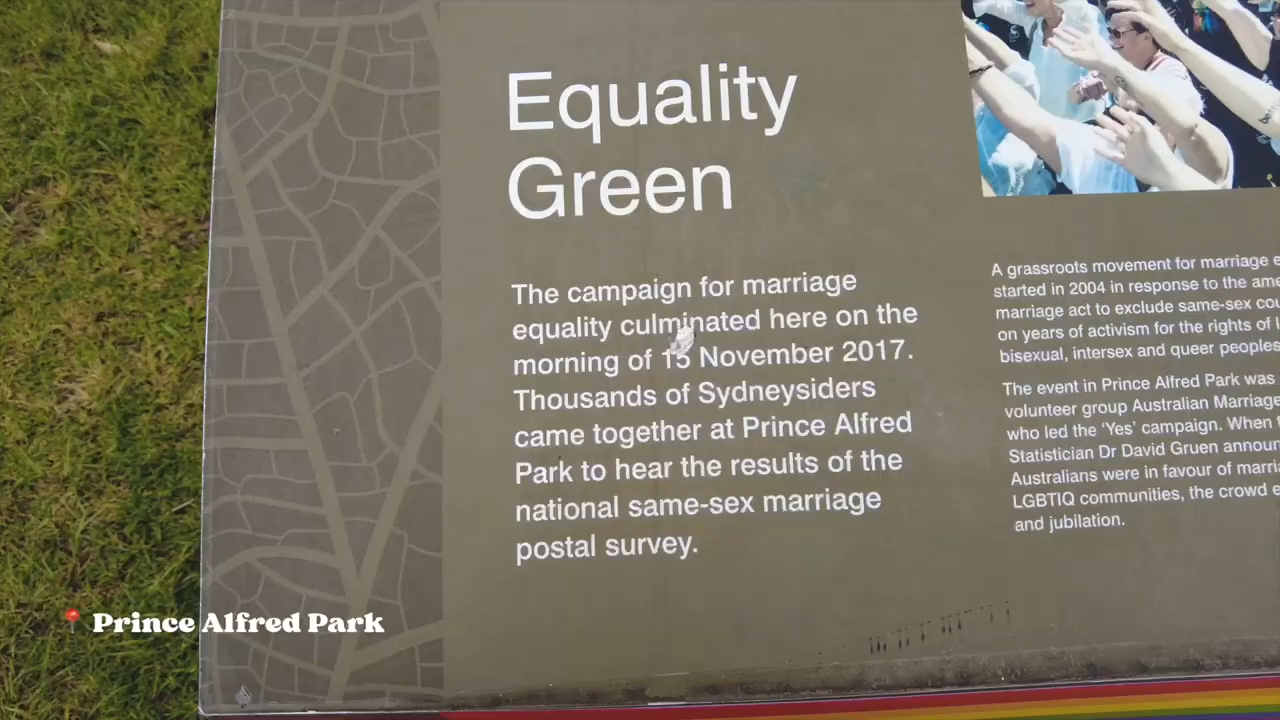 Equality
Green
The campaign for marriage
equality culminated here on the
morning of 15 November 2017.
Thousands of Sydneysiders
came together at Prince Alfred
Park to hear the results of the
national same-sex marriage
postal survey.
A grassroots movement for marriage
started in 2004 in response to the
marriage act to exclude same-sex
on years of activism for the rights of
bisexual, intersex and queer peoples
The event in Prince Alfred Park was
volunteer group Australian Marriage
who led the ‘Yes’ campaign. When
Statistician Dr David Gruen
Australians were in favour of
LGBTIQ communities, the crowd
and jubilation.
Prince Alfred Park